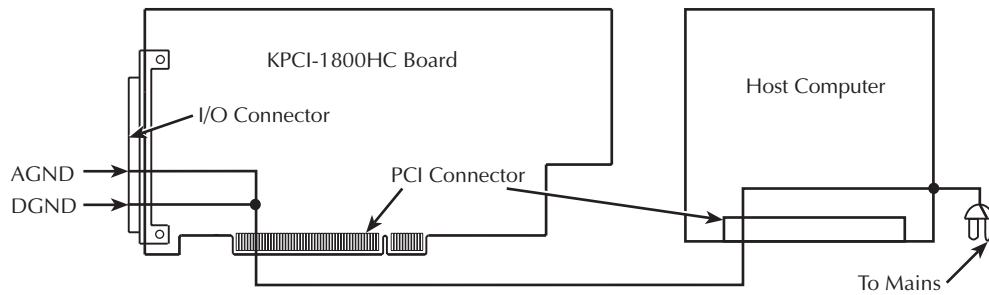 KPCI-1800HC Board
Host Computer
I/O Connector
AGND
PCI Connector
DGND
To Mains